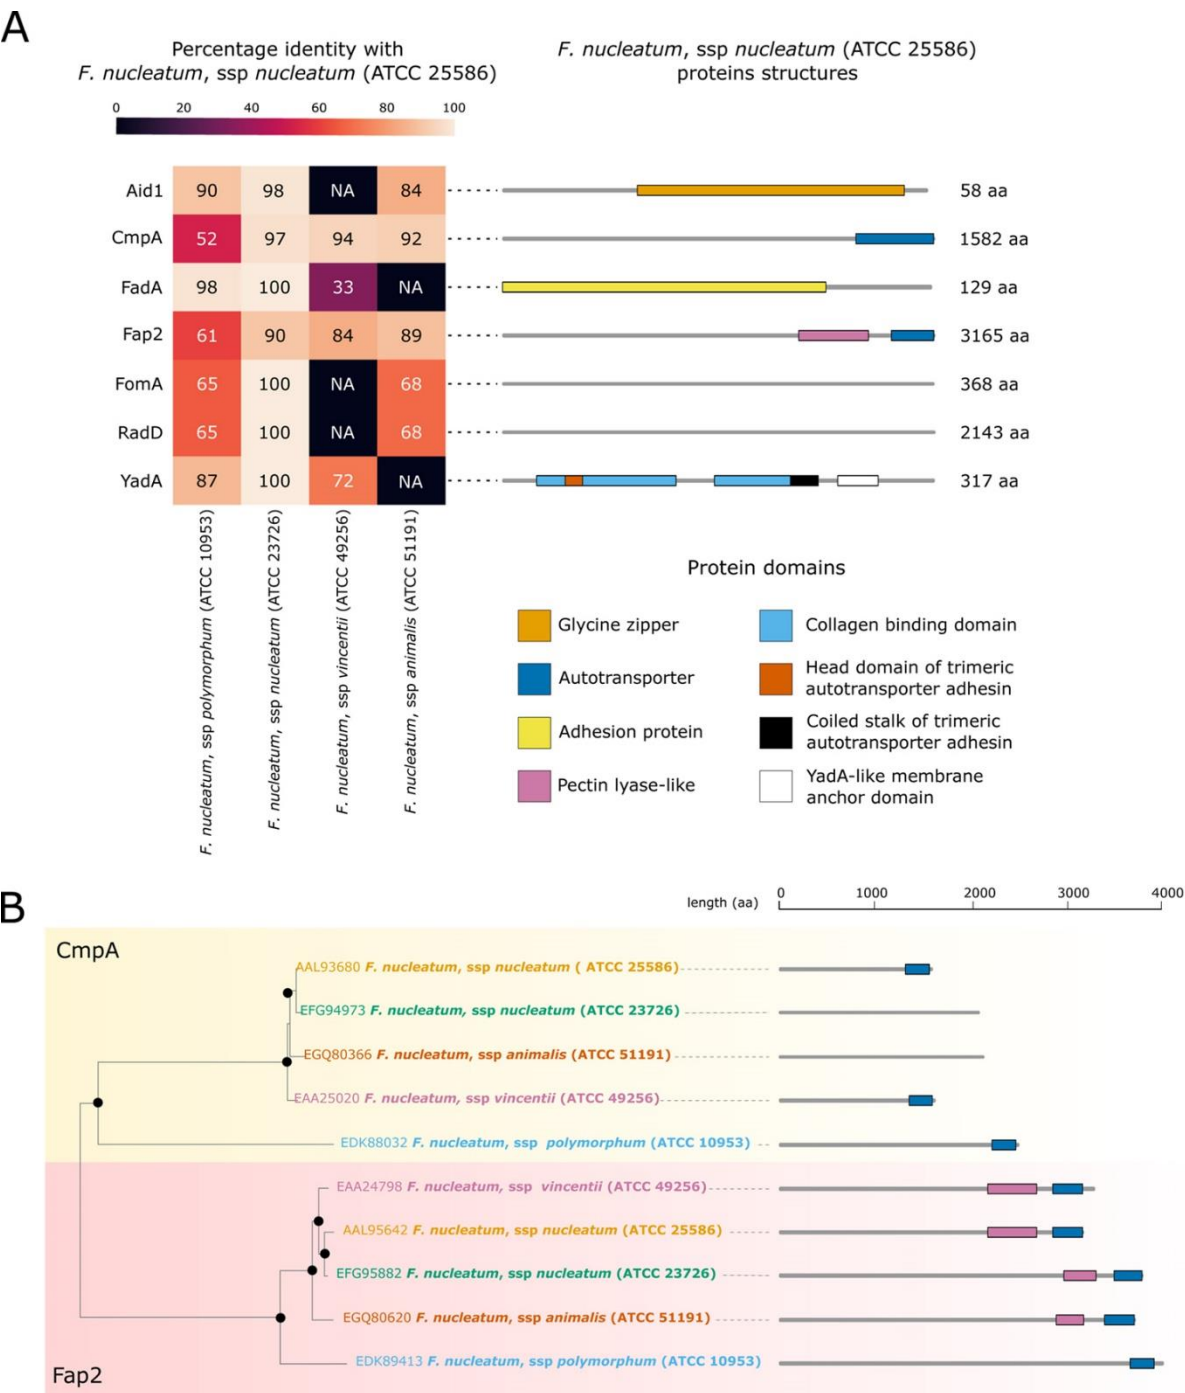 A
Percentage identity with
F. nucleatum, ssp nucleatum (ATCC 25586)
F. nucleatum, ssp nucleatum (ATCC 25586)
proteins structures
0 20 40 60 80 100
Aid1 90 98 NA 84 58 aa
CmpA 52 97 94 92 1582 aa
FadA 98 100 33 NA 129 aa
Fap2 61 90 84 89 3165 aa
FomA 65 100 NA 68 368 aa
RadD 65 100 NA 68 2143 aa
YadA 87 100 72 NA 317 aa
F. nucleatum, ssp polymorphum (ATCC 10953)
F. nucleatum, ssp nucleatum (ATCC 23726)
F. nucleatum, ssp vincentii (ATCC 49256)
F. nucleatum, ssp animalis (ATCC 51191)
Protein domains
Glycine zipper
Autotransporter
Adhesion protein
Pectin lyase-like
Collagen binding domain
Head domain of trimeric
autotransporter adhesin
Coiled stalk of trimeric
autotransporter adhesin
YadA-like membrane
anchor domain
B
length (aa) 0 1000 2000 3000 4000
CmpA
AAL93680 F. nucleatum, ssp nucleatum ( ATCC 25586)
EFG94973 F. nucleatum, ssp nucleatum (ATCC 23726)
EGQ80366 F. nucleatum, ssp animalis (ATCC 51191)
EAA25020 F. nucleatum, ssp vincentii (ATCC 49256)
EDK88032 F. nucleatum, ssp polymorphum (ATCC 10953)
EAA24798 F. nucleatum, ssp vincentii (ATCC 49256)
AAL95642 F. nucleatum, ssp nucleatum (ATCC 25586)
EFG95882 F. nucleatum, ssp nucleatum (ATCC 23726)
EGQ80620 F. nucleatum, ssp animalis (ATCC 51191)
EDK89413 F. nucleatum, ssp polymorphum (ATCC 10953)
Fap2